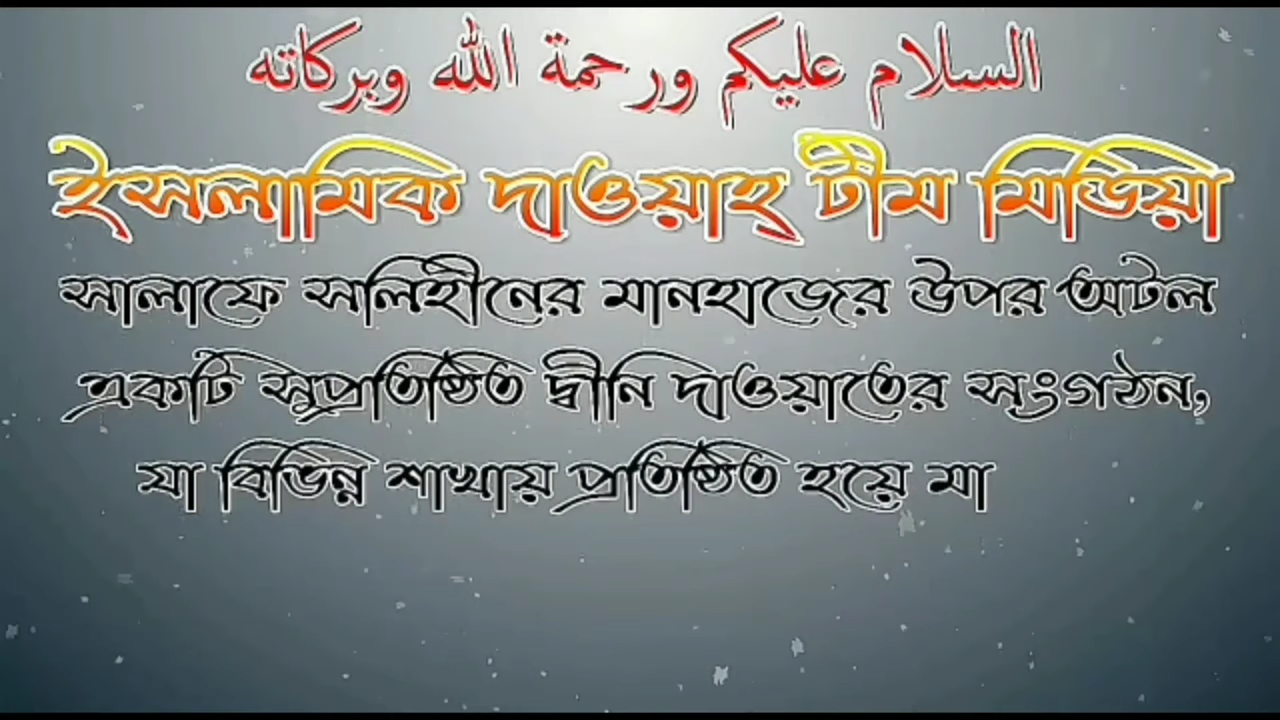 السلام عليكم ورحمة الله وبركاته
ইসলামিক দাওয়াহ্ টীম মিডিয়া
সালাফে সলিহীনের মানহাজের উপর অটল
একটি সুপ্রতিষ্ঠিত দ্বীনি দাওয়াতের সংগঠন,
যা বিভিন্ন শাখায় প্রতিষ্ঠিত হয়ে মা